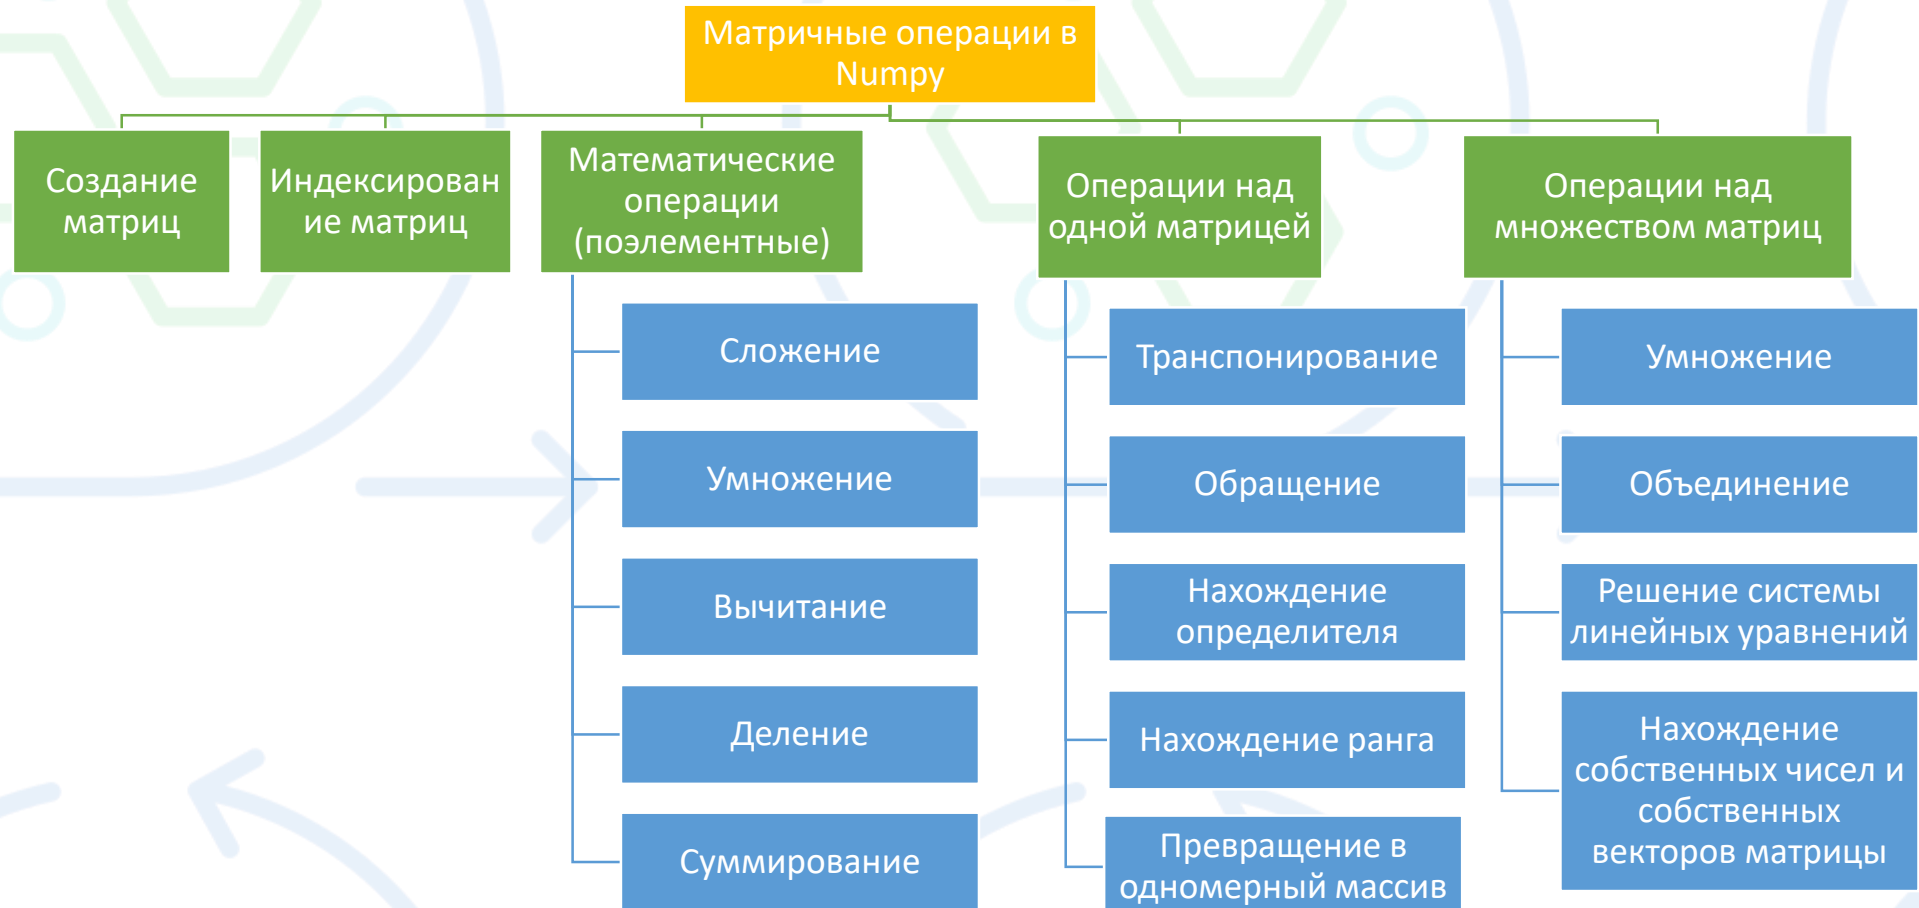 Матричные операции в
Numpy
Создание
матриц
Индексирован
ие матриц
Математические
операции
(поэлементные)
Операции над
одной матрицей
Операции над
множеством матриц
Сложение
Умножение
Вычитание
Деление
Суммирование
Транспонирование
Обращение
Нахождение
определителя
Нахождение ранга
Превращение в
одномерный массив
Умножение
Объединение
Решение системы
линейных уравнений
Нахождение
собственных чисел и
собственных
векторов матрицы